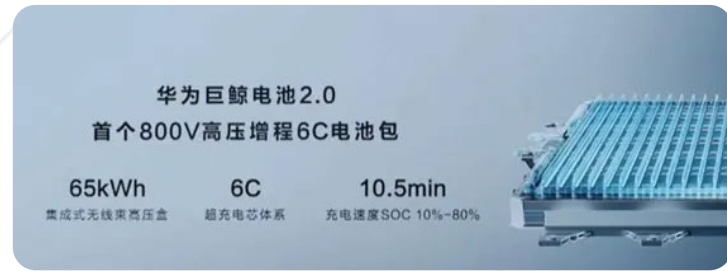 华为巨鲸电池2.0
首个800V高压增程6C电池包
65kWh 6C 10.5min
集成式无线束高压盒 超充电芯体系 充电速度SOC 10%-80%